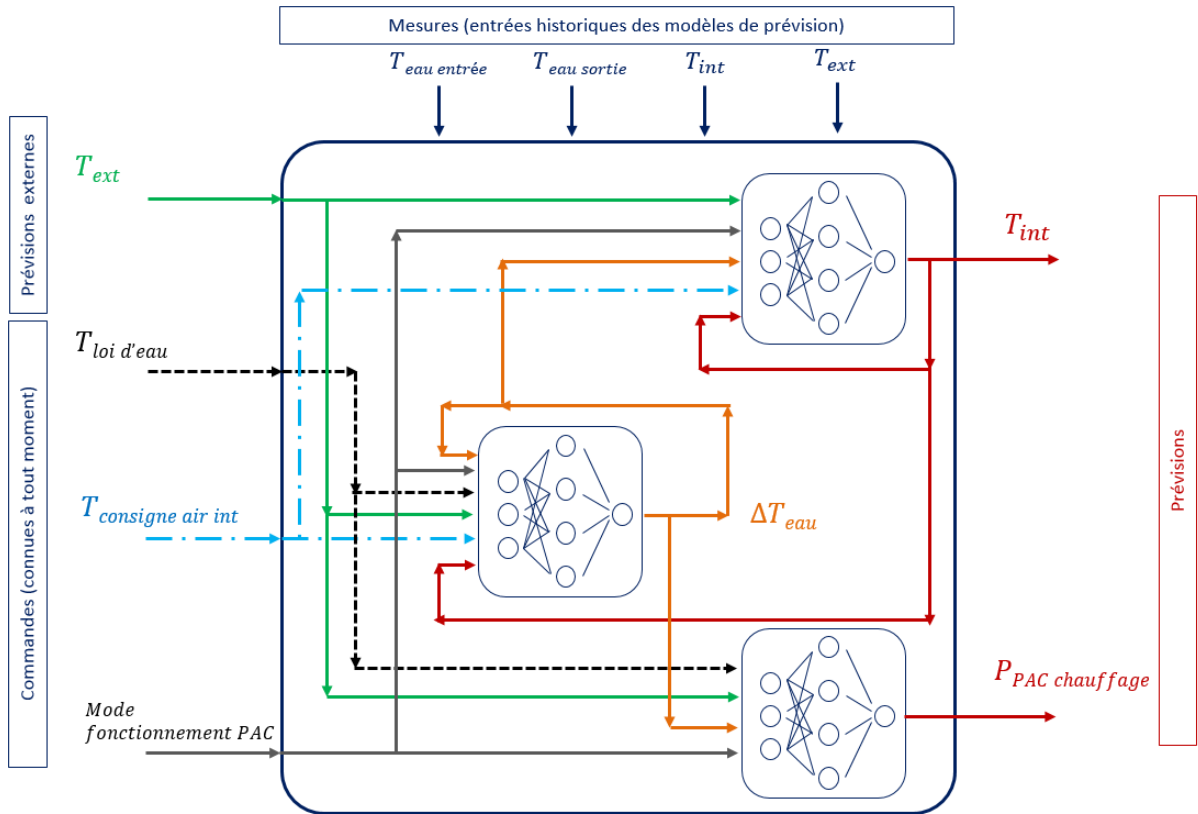 Mesures (entrées historiques des modèles de prévision)
T eau entrée
T eau sortie
T int
T ext
Prévisions externes
T ext
T int
T loi d'eau
Commandes (connues à tout moment)
T consigne air int
ΔT eau
Prévisions
P PAC chauffage
Mode
fonctionnement PAC